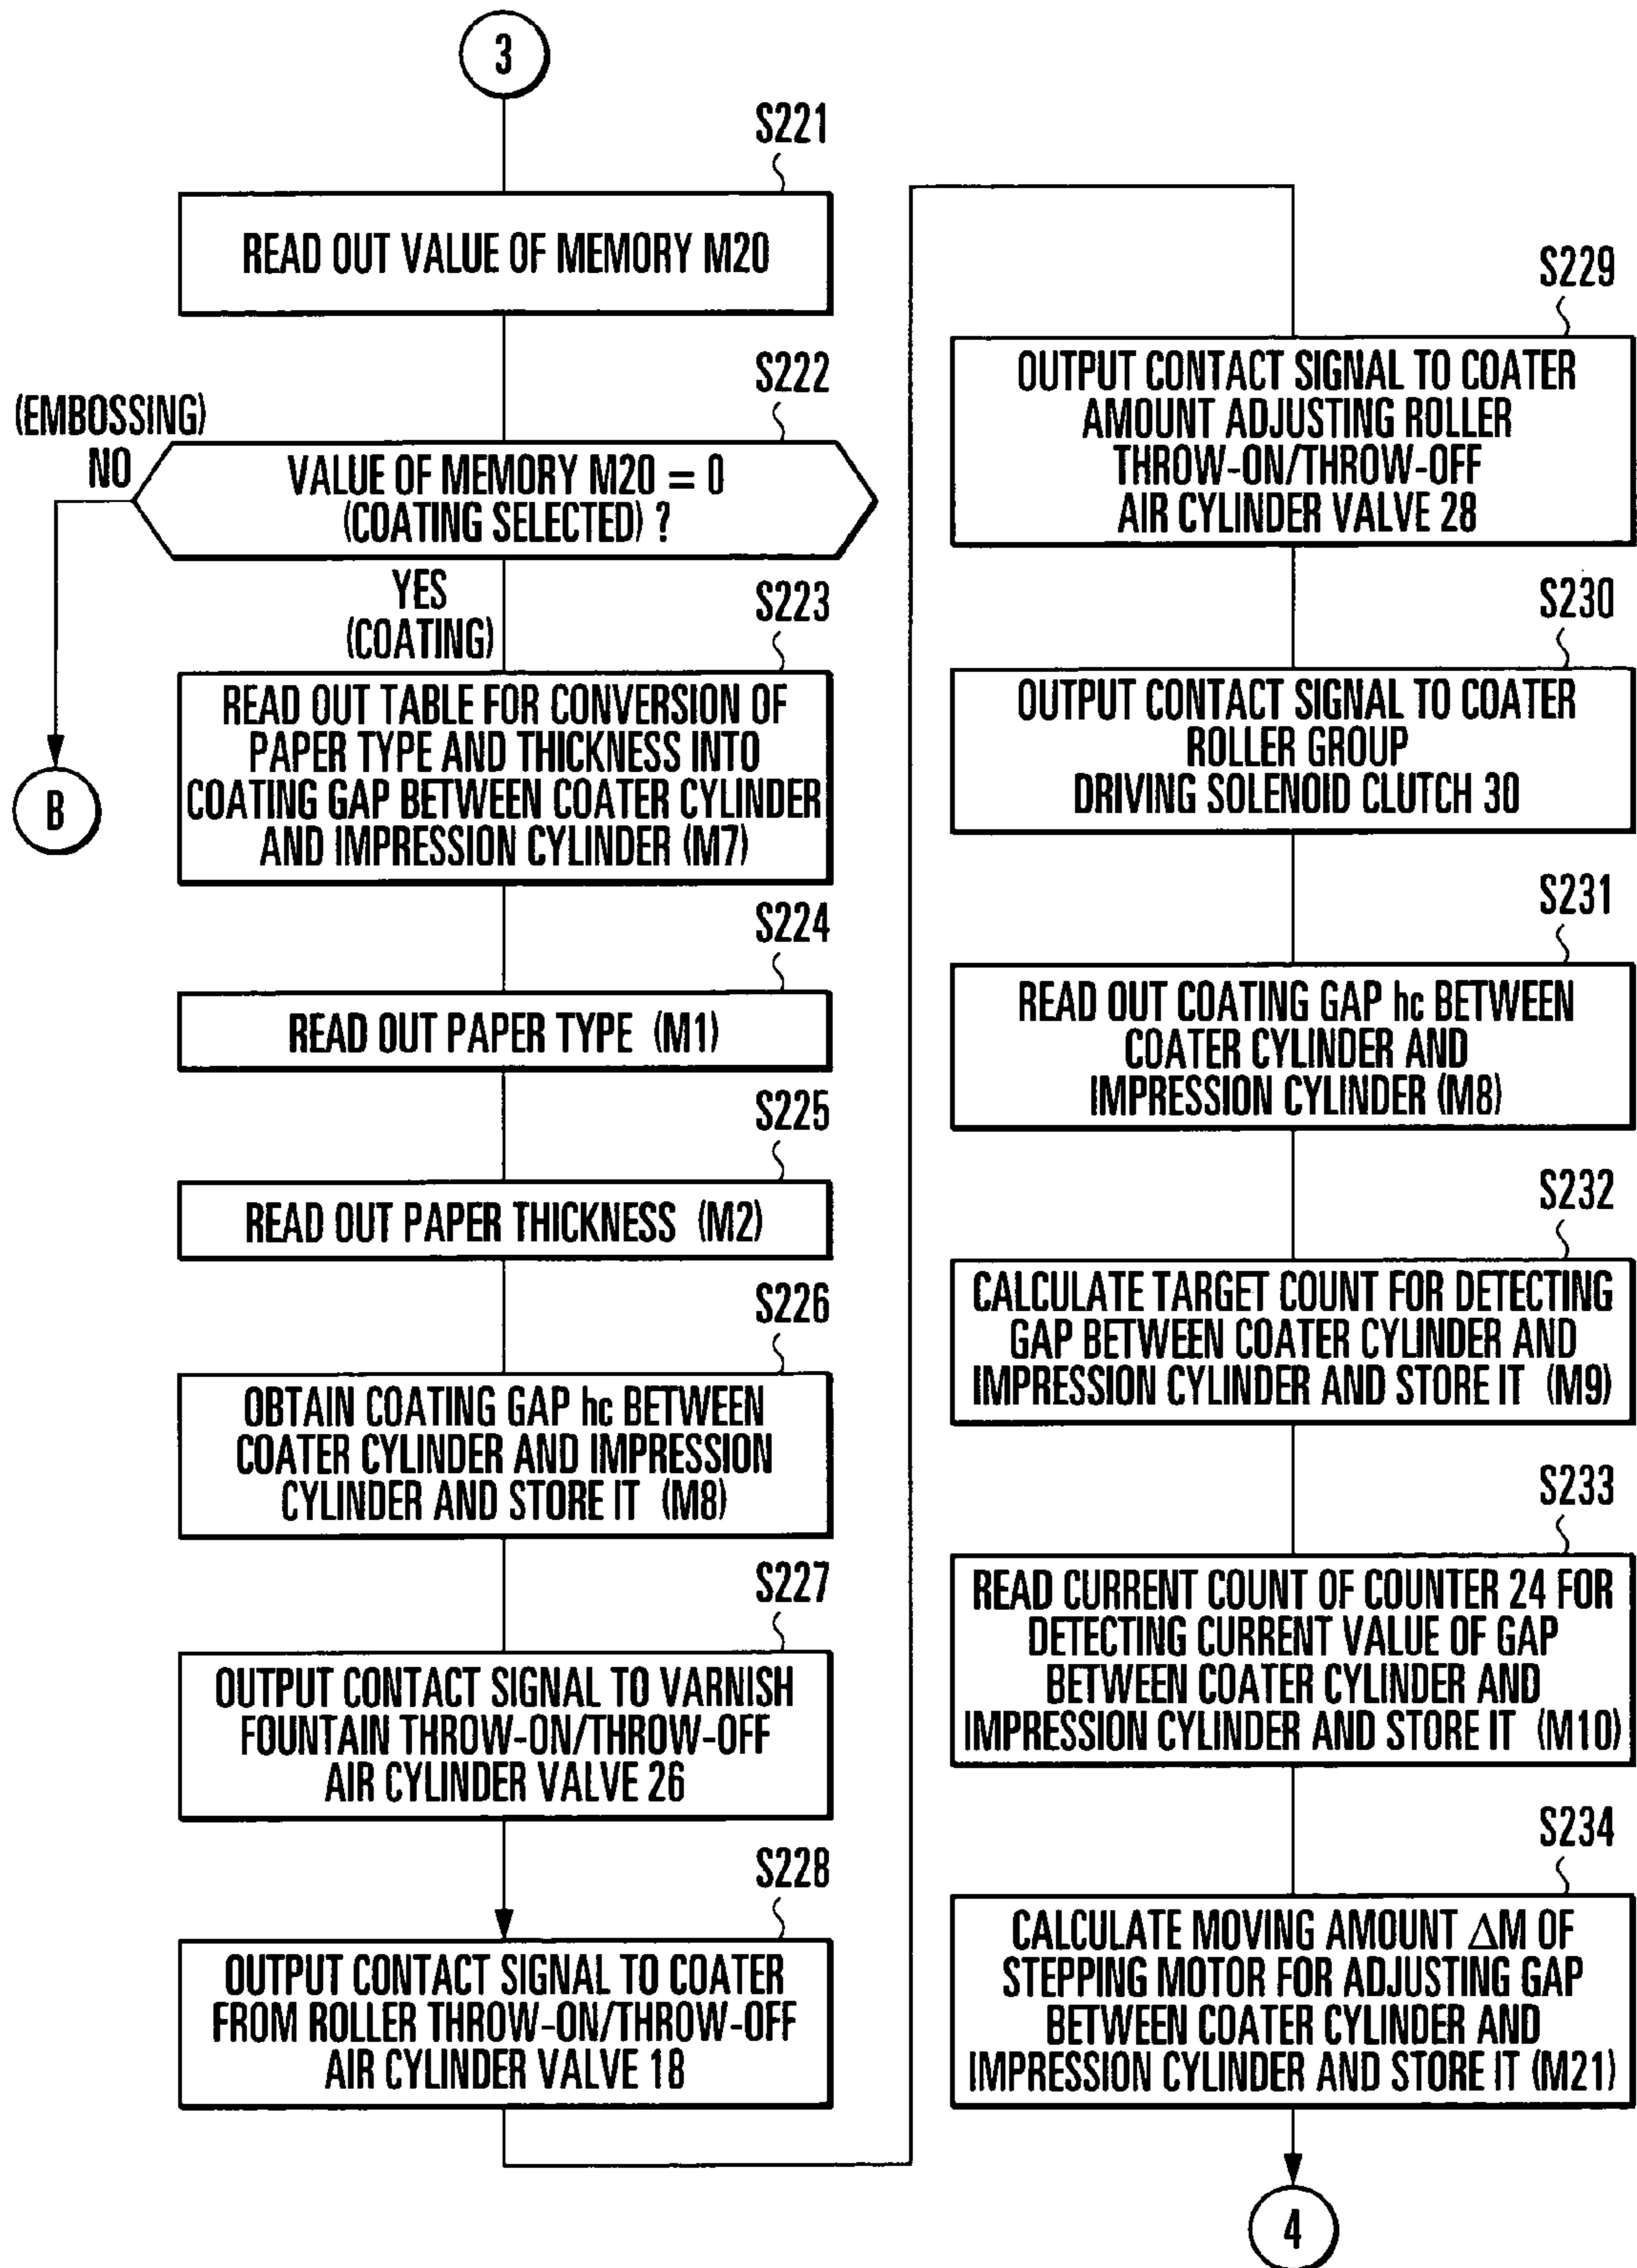 3
S221
READ OUT VALUE OF MEMORY M20
S222
(EMBOSSING)
NO
VALUE OF MEMORY M20 = 0
(COATING SELECTED) ?
YES
(COATING)
B
S223
READ OUT TABLE FOR CONVERSION OF
PAPER TYPE AND THICKNESS INTO
COATING GAP BETWEEN COATER CYLINDER
AND IMPRESSION CYLINDER (M7)
S224
READ OUT PAPER TYPE (M1)
S225
READ OUT PAPER THICKNESS (M2)
S226
OBTAIN COATING GAP hc BETWEEN
COATER CYLINDER AND IMPRESSION
CYLINDER AND STORE IT (M8)
S227
OUTPUT CONTACT SIGNAL TO VARNISH
FOUNTAIN THROW-ON/THROW-OFF
AIR CYLINDER VALVE 26
S228
OUTPUT CONTACT SIGNAL TO COATER
FROM ROLLER THROW-ON/THROW-OFF
AIR CYLINDER VALVE 18
S229
OUTPUT CONTACT SIGNAL TO COATER
AMOUNT ADJUSTING ROLLER
THROW-ON/THROW-OFF
AIR CYLINDER VALVE 28
S230
OUTPUT CONTACT SIGNAL TO COATER
ROLLER GROUP
DRIVING SOLENOID CLUTCH 30
S231
READ OUT COATING GAP hc BETWEEN
COATER CYLINDER AND
IMPRESSION CYLINDER (M8)
S232
CALCULATE TARGET COUNT FOR DETECTING
GAP BETWEEN COATER CYLINDER AND
IMPRESSION CYLINDER AND STORE IT (M9)
S233
READ CURRENT COUNT OF COUNTER 24 FOR
DETECTING CURRENT VALUE OF GAP
BETWEEN COATER CYLINDER AND
IMPRESSION CYLINDER AND STORE IT (M10)
S234
CALCULATE MOVING AMOUNT ΔM OF
STEPPING MOTOR FOR ADJUSTING GAP
BETWEEN COATER CYLINDER AND
IMPRESSION CYLINDER AND STORE IT (M21)
4